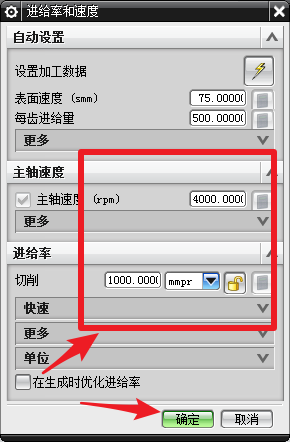 进给率和速度
自动设置
设置加工数据
表面速度 (smm) 75.0000
每齿进给量 500.0000
更多
主轴速度
主轴速度 (rpm) 4000.0000
更多
进给率
切削 1000.0000 mmpr
快速
更多
单位
在生成时优化进给率
确定 取消